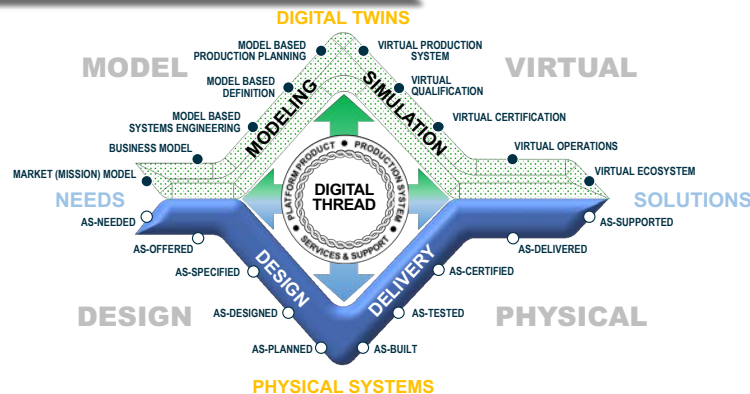 DIGITAL TWINS
MODEL
VIRTUAL
MODEL BASED
PRODUCTION PLANNING
VIRTUAL PRODUCTION
SYSTEM
MODEL BASED
DEFINITION
VIRTUAL
QUALIFICATION
MODEL BASED
SYSTEMS ENGINEERING
VIRTUAL CERTIFICATION
BUSINESS MODEL
VIRTUAL OPERATIONS
MARKET (MISSION) MODEL
VIRTUAL ECOSYSTEM
MODELING
SIMULATION
PLATFORM PRODUCT
PRODUCTION SYSTEM
SERVICES & SUPPORT
DIGITAL
THREAD
NEEDS
SOLUTIONS
AS-NEEDED
AS-SUPPORTED
AS-OFFERED
AS-DELIVERED
AS-SPECIFIED
AS-CERTIFIED
DESIGN
DELIVERY
AS-DESIGNED
AS-TESTED
DESIGN
PHYSICAL
AS-PLANNED
AS-BUILT
PHYSICAL SYSTEMS